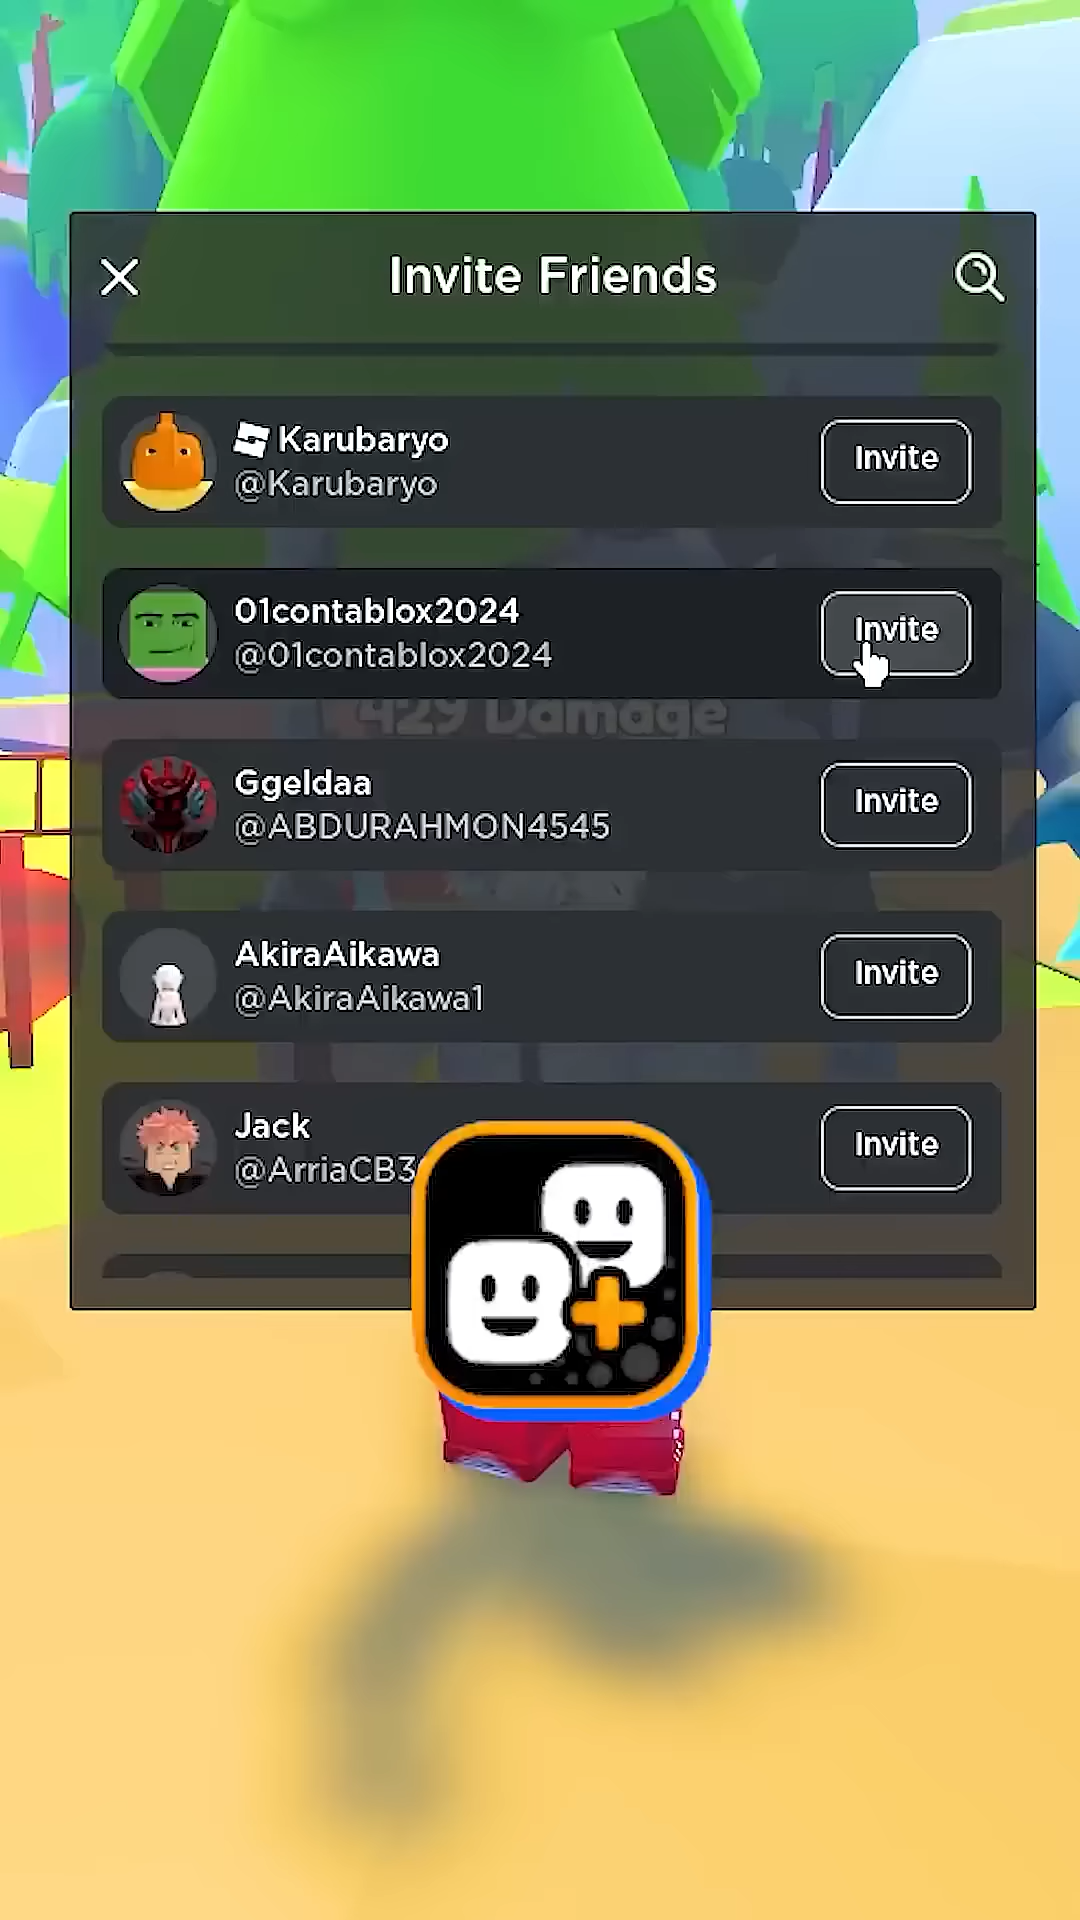 Invite Friends
Karubaryo
@Karubaryo
Invite
01contablox2024
@01contablox2024
Invite
429 Damage
Ggeldaa
@ABDURAHMON4545
Invite
AkiraAikawa
@AkiraAikawa1
Invite
Jack
@ArriaCB3
Invite